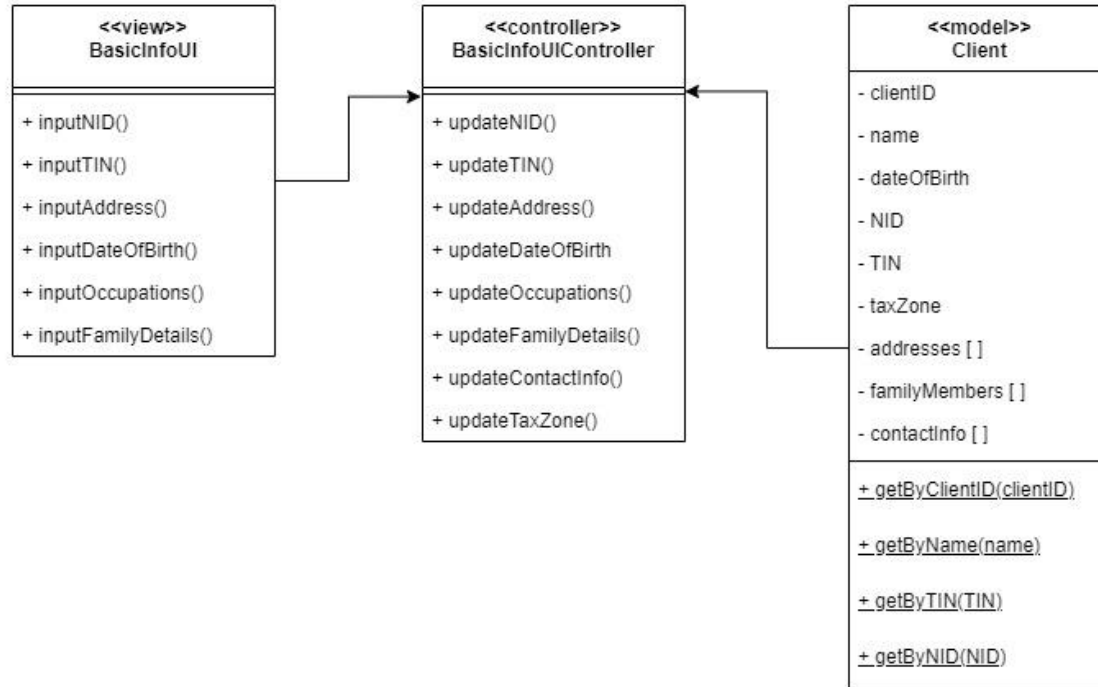 <<view>>
BasicInfoUI
+ inputNID()
+ inputTIN()
+ inputAddress()
+ inputDateOfBirth()
+ inputOccupations()
+ inputFamilyDetails()
<<controller>>
BasicInfoUIController
+ updateNID()
+ updateTIN()
+ updateAddress()
+ updateDateOfBirth
+ updateOccupations()
+ updateFamilyDetails()
+ updateContactInfo()
+ updateTaxZone()
<<model>>
Client
- clientID
- name
- dateOfBirth
- NID
- TIN
- taxZone
- addresses [ ]
- familyMembers [ ]
- contactInfo [ ]
+ getByClientID(clientID)
+ getByName(name)
+ getByTIN(TIN)
+ getByNID(NID)